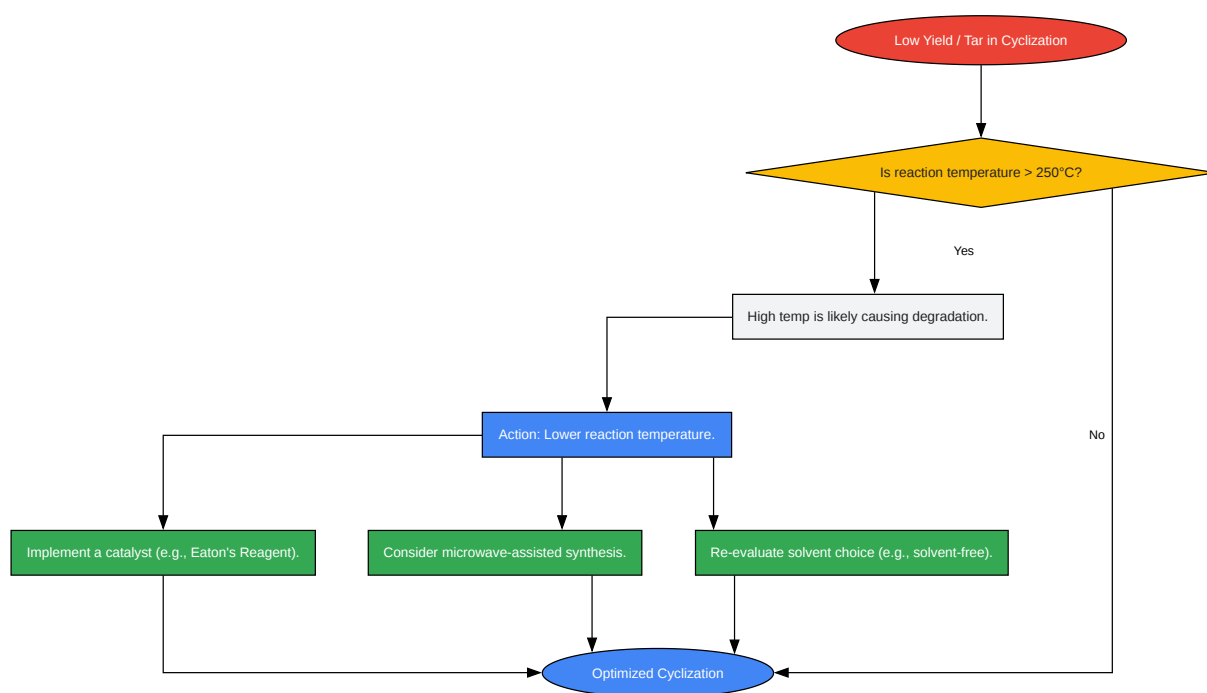 Low Yield / Tar in Cyclization
Is reaction temperature > 250°C?
Yes
High temp is likely causing degradation.
Action: Lower reaction temperature.
No
Implement a catalyst (e.g., Eaton's Reagent).
Consider microwave-assisted synthesis.
Re-evaluate solvent choice (e.g., solvent-free).
Optimized Cyclization